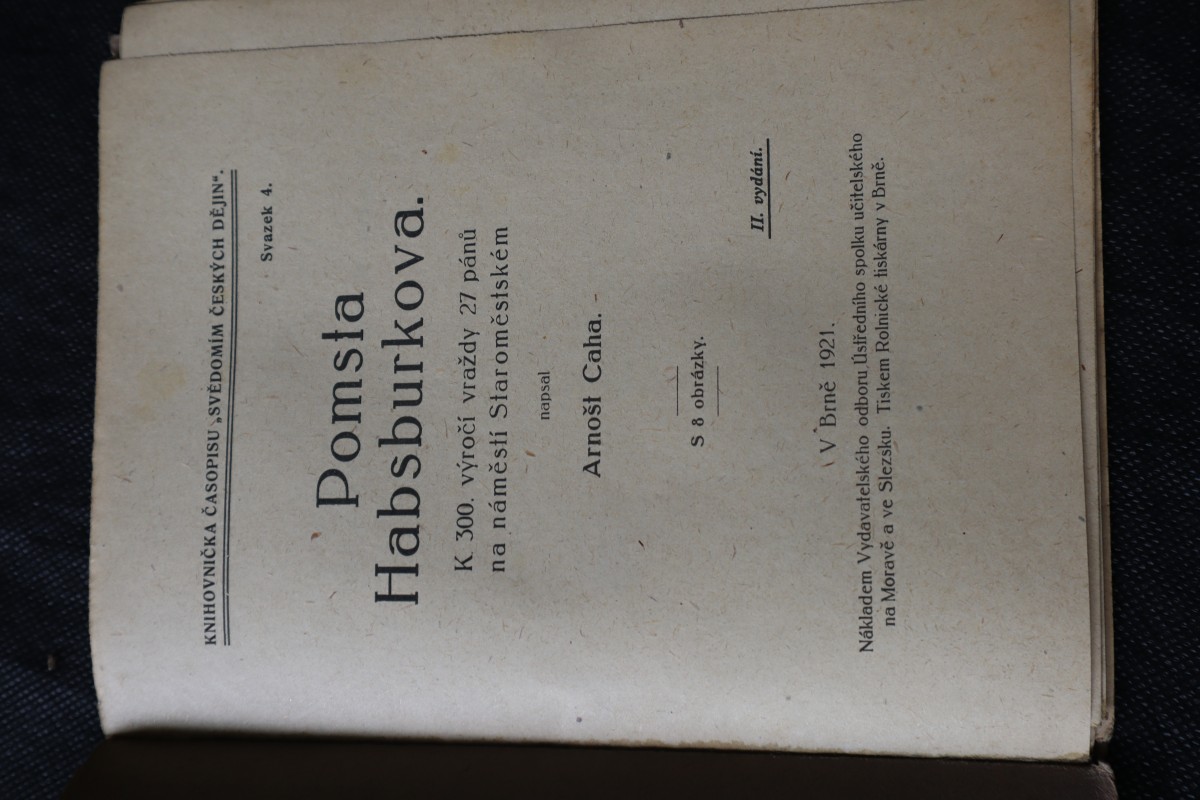 KNIHOVNIČKA ČASOPISU „SVĚDOMÍM ČESKÝCH DĚJIN“.
Svazek 4.
Pomsta
Habsburkova.
K 300. výročí vraždy 27 pánů
na náměstí Staroměstském
napsal
Arnošt Caha.
S 8 obrázky.
II. vydání.
V Brně 1921.
Nákladem Vydavatelského odboru Ústředního spolku učitelského
na Moravě a ve Slezsku. Tiskem Rolnické tiskárny v Brně.